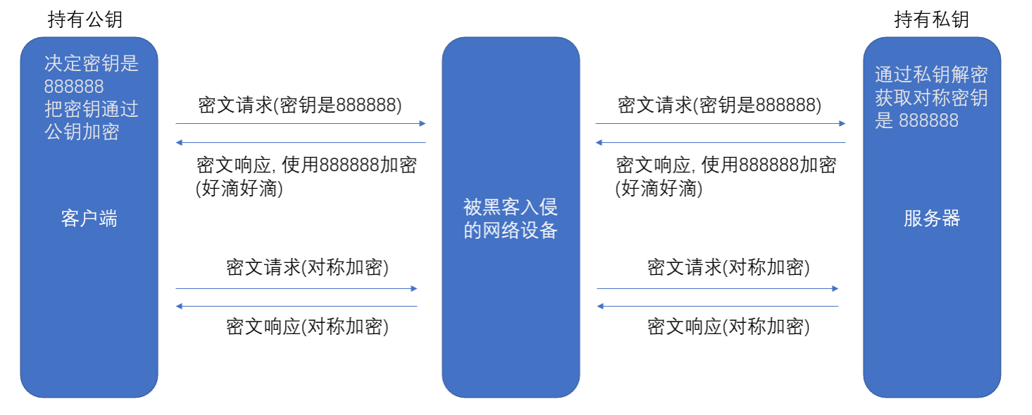 持有公钥
持有私钥
决定密钥是
888888
把密钥通过
公钥加密
客户端
密文请求(密钥是888888)
密文响应, 使用888888加密
(好滴好滴)
密文请求(对称加密)
密文响应(对称加密)
被黑客入侵
的网络设备
密文请求(密钥是888888)
密文响应, 使用888888加密
(好滴好滴)
密文请求(对称加密)
密文响应(对称加密)
通过私钥解密
获取对称密钥
是 888888
服务器